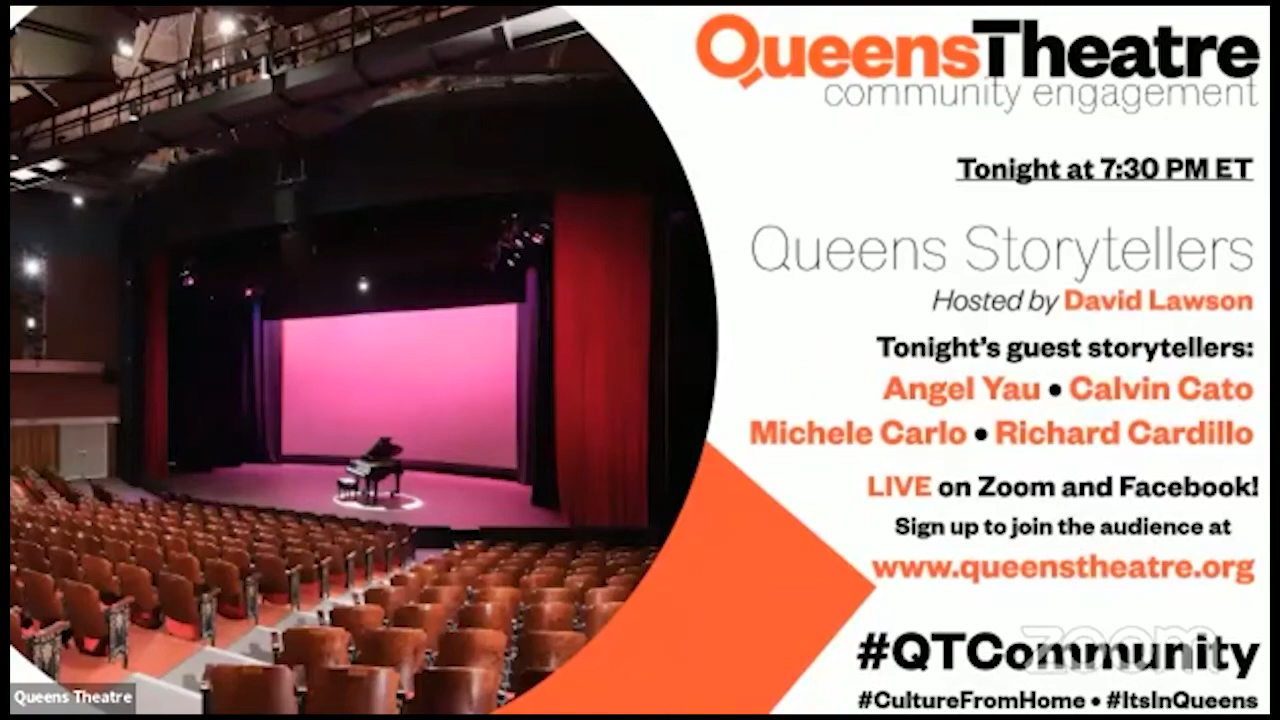 QueensTheatre
community engagement
Tonight at 7:30 PM ET
Queens Storytellers
Hosted by David Lawson
Tonight's guest storytellers:
Angel Yau • Calvin Cato
Michele Carlo • Richard Cardillo
LIVE on Zoom and Facebook!
Sign up to join the audience at
www.queenstheatre.org
#QTCommunity
zoom
#CultureFromHome • #ItsInQueens
Queens Theatre